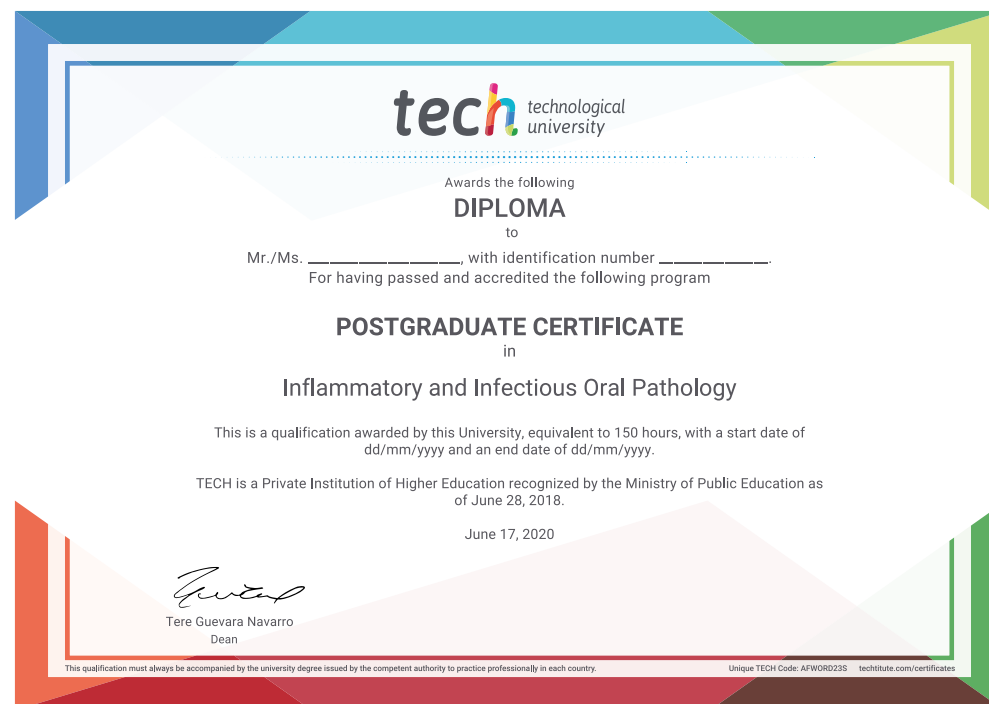 tech technological
university
Awards the following
DIPLOMA
to
Mr./Ms. ____________________, with identification number ______________.
For having passed and accredited the following program
POSTGRADUATE CERTIFICATE
in
Inflammatory and Infectious Oral Pathology
This is a qualification awarded by this University, equivalent to 150 hours, with a start date of
dd/mm/yyyy and an end date of dd/mm/yyyy.
TECH is a Private Institution of Higher Education recognized by the Ministry of Public Education as
of June 28, 2018.
June 17, 2020
Tere Guevara Navarro
Dean
This qualification must always be accompanied by the university degree issued by the competent authority to practice professionally in each country.
Unique TECH Code: AFWORD23S techtitute.com/certificates